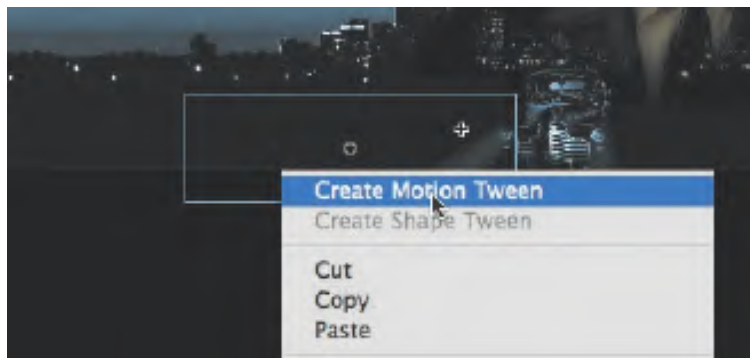 Create Motion Tween
Create Shape Tween
Cut
Copy
Paste